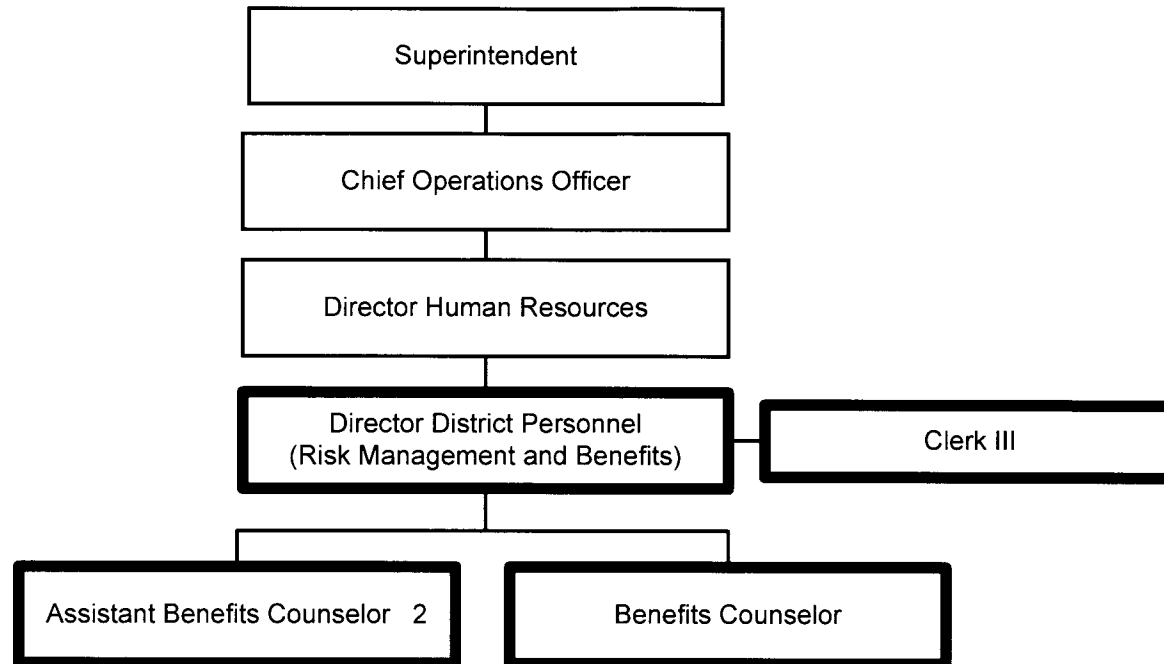 Superintendent
Chief Operations Officer
Director Human Resources
Director District Personnel
(Risk Management and Benefits)
Clerk III
Assistant Benefits Counselor 2
Benefits Counselor